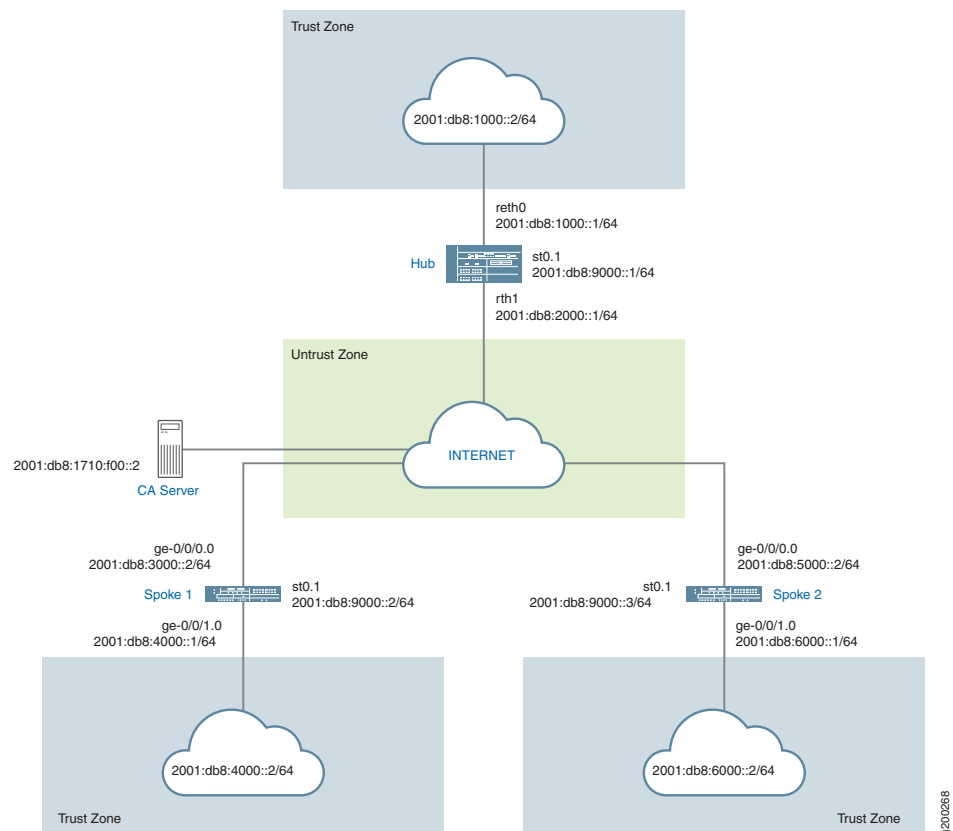 Trust Zone
2001:db8:1000::2/64
reth0
2001:db8:1000::1/64
Hub
st0.1
2001:db8:9000::1/64
rth1
2001:db8:2000::1/64
Untrust Zone
INTERNET
2001:db8:1710:f00::2
CA Server
ge-0/0/0.0
2001:db8:3000::2/64
ge-0/0/0.0
2001:db8:5000::2/64
Spoke 1
st0.1
2001:db8:9000::2/64
st0.1
2001:db8:9000::3/64
Spoke 2
ge-0/0/1.0
2001:db8:4000::1/64
ge-0/0/1.0
2001:db8:6000::1/64
2001:db8:4000::2/64
2001:db8:6000::2/64
Trust Zone
Trust Zone